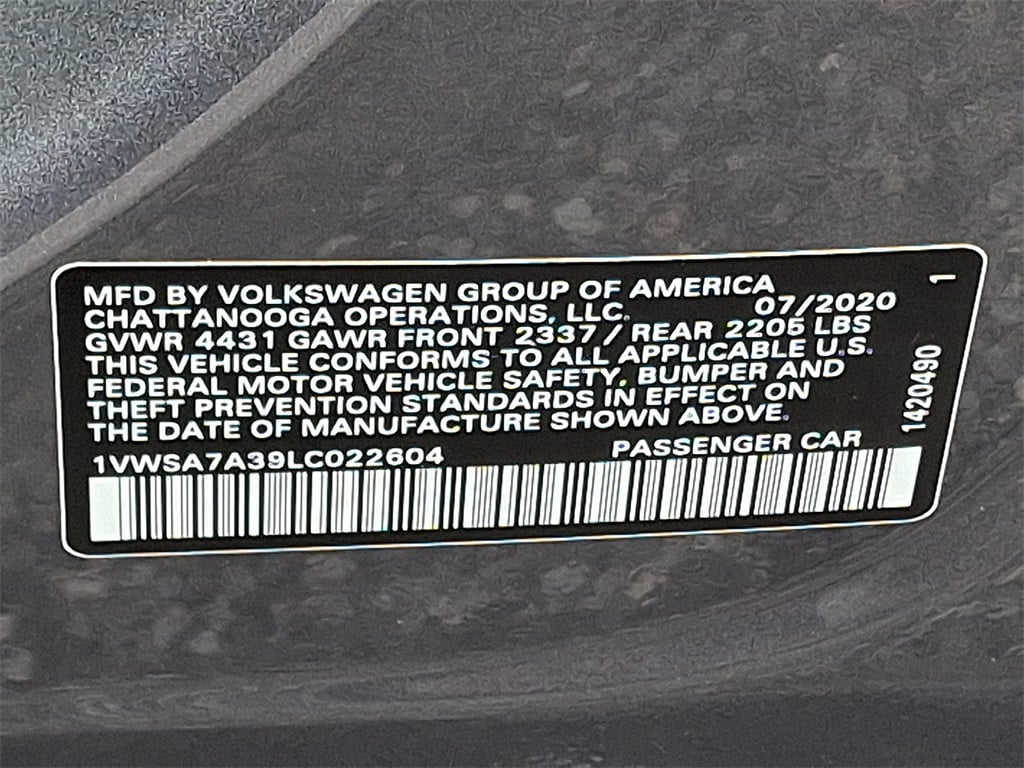 MFD BY VOLKSWAGEN GROUP OF AMERICA
CHATTANOOGA OPERATIONS, LLC. 07/2020
GVWR 4431 GAWR FRONT 2337 / REAR 2205 LBS
THIS VEHICLE CONFORMS TO ALL APPLICABLE U.S.
FEDERAL MOTOR VEHICLE SAFETY, BUMPER AND
THEFT PREVENTION STANDARDS IN EFFECT ON
THE DATE OF MANUFACTURE SHOWN ABOVE.
1VWSA7A39LC022604 PASSENGER CAR
1420490 1